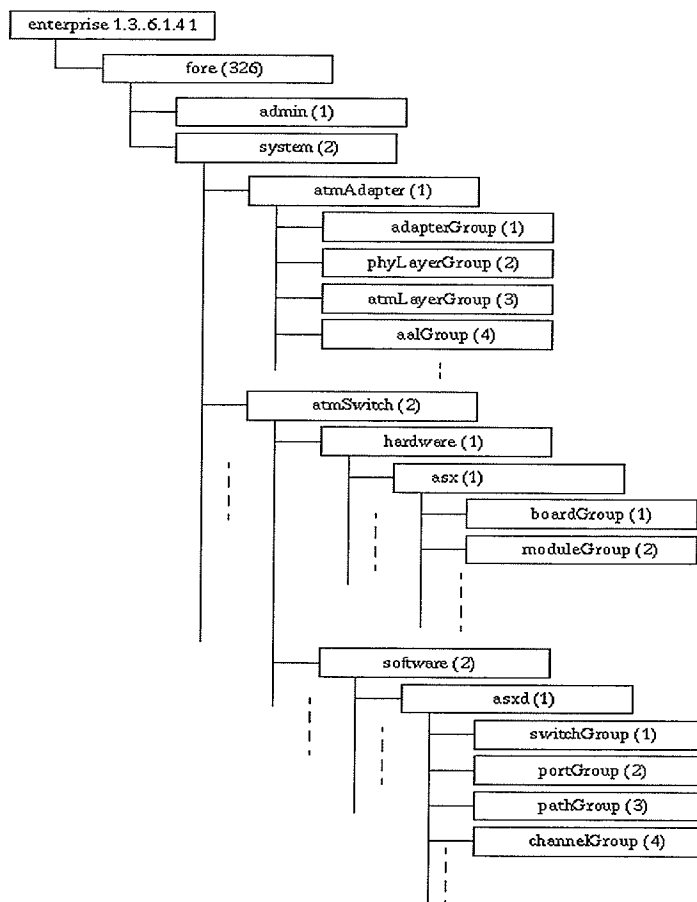 enterprise 1.3..6.1.4 1
fore (326)
admin (1)
system (2)
atmAdapter (1)
adapterGroup (1)
phyLayerGroup (2)
atmLayerGroup (3)
aalGroup (4)
atmSwitch (2)
hardware (1)
asx (1)
boardGroup (1)
moduleGroup (2)
software (2)
asxd (1)
switchGroup (1)
portGroup (2)
pathGroup (3)
channelGroup (4)